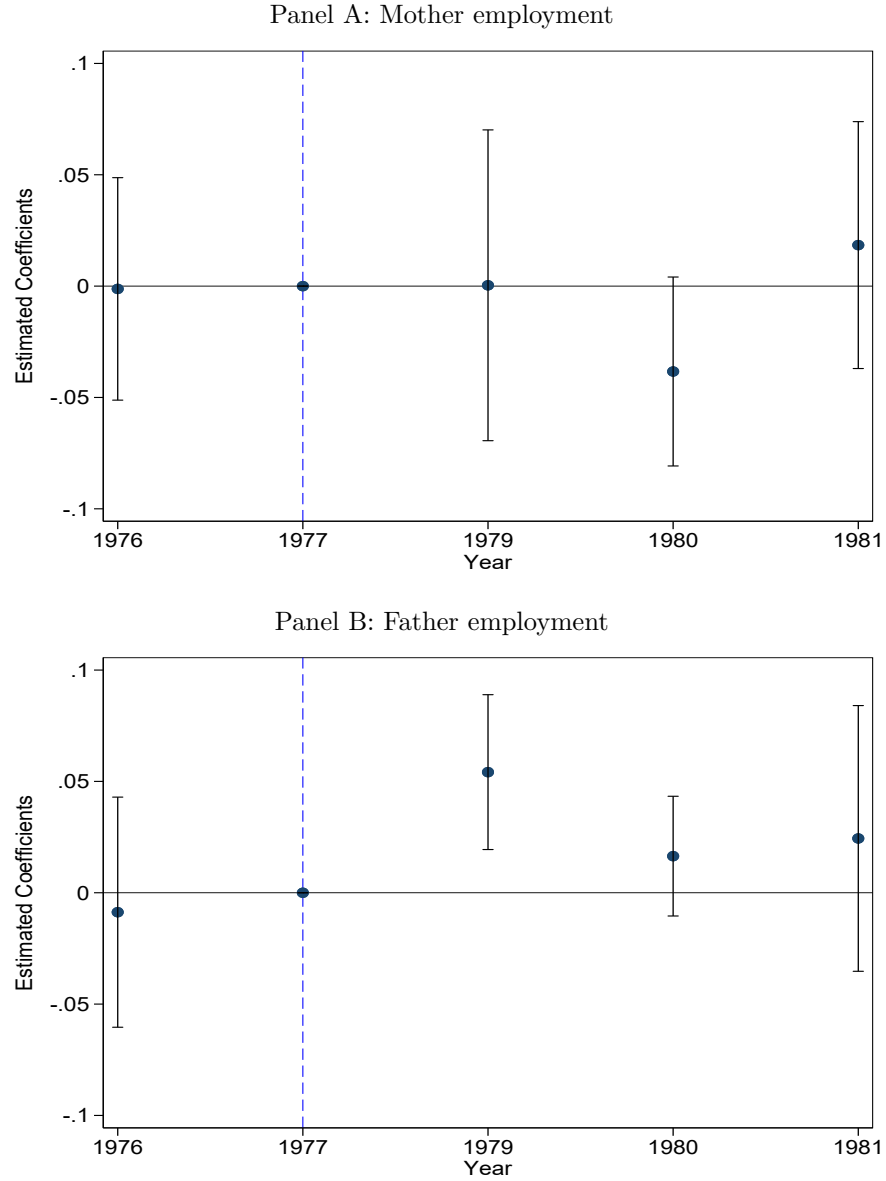 Panel A: Mother employment
Estimated Coefficients
.1
.05
0
-.05
-.1
1976 1977 1979 1980 1981
Year
Panel B: Father employment
Estimated Coefficients
.1
.05
0
-.05
-.1
1976 1977 1979 1980 1981
Year